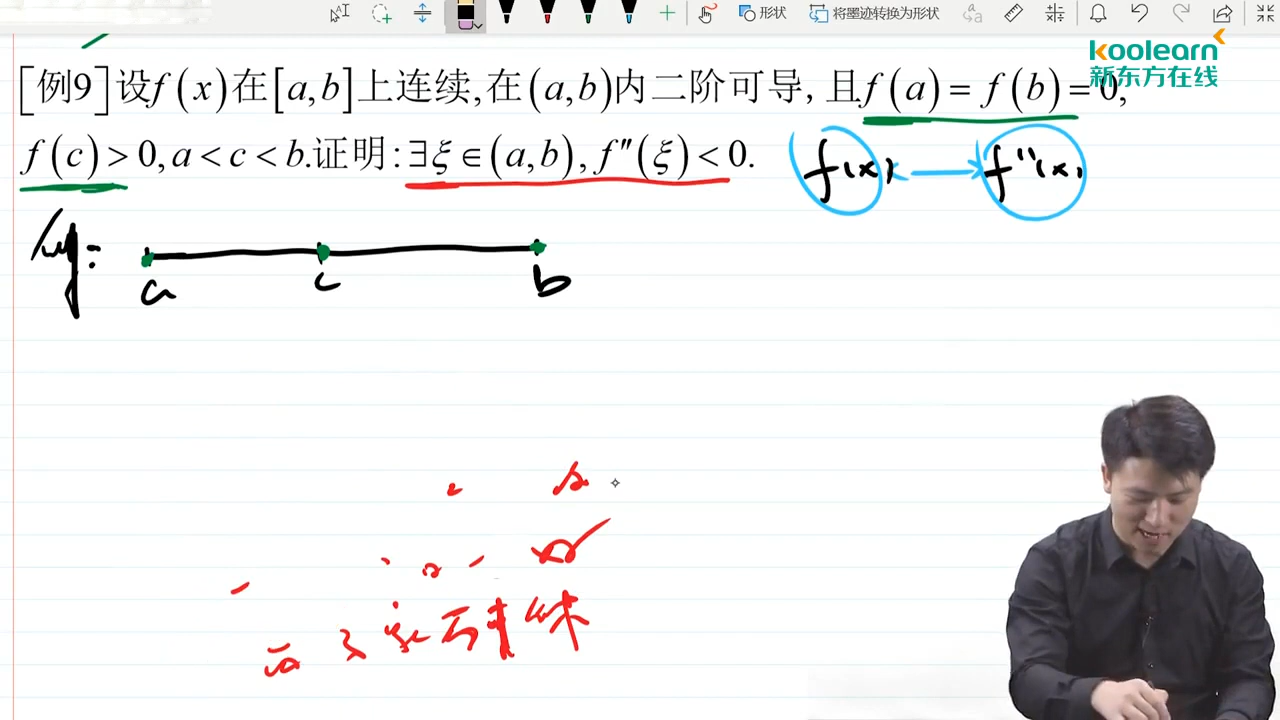 形状 将墨迹转换为形状
koolearn
新东方在线
[例9]设f(x)在[a,b]上连续,在(a,b)内二阶可导, 且f(a)=f(b)=0,
f(c)>0,a<c<b.证明:∃ξ∈(a,b),f″(ξ)<0.
f(x) f"(x)
a c b